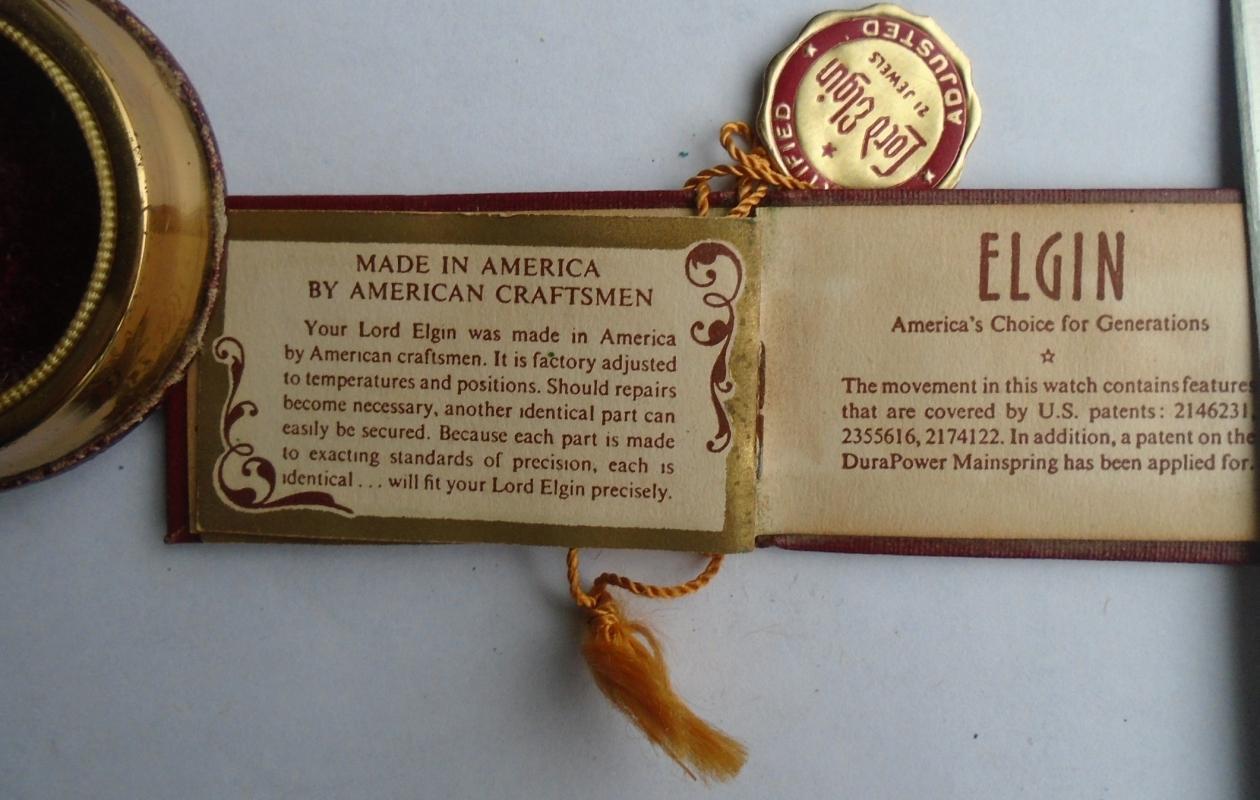 ADJUSTED
Lord Elgin
21 JEWELS
MADE IN AMERICA
BY AMERICAN CRAFTSMEN
Your Lord Elgin was made in America
by American craftsmen. It is factory adjusted
to temperatures and positions. Should repairs
become necessary, another identical part can
easily be secured. Because each part is made
to exacting standards of precision, each is
identical . . . will fit your Lord Elgin precisely.
ELGIN
America's Choice for Generations
The movement in this watch contains features
that are covered by U.S. patents: 2146231
2355616, 2174122. In addition, a patent on the
DuraPower Mainspring has been applied for.